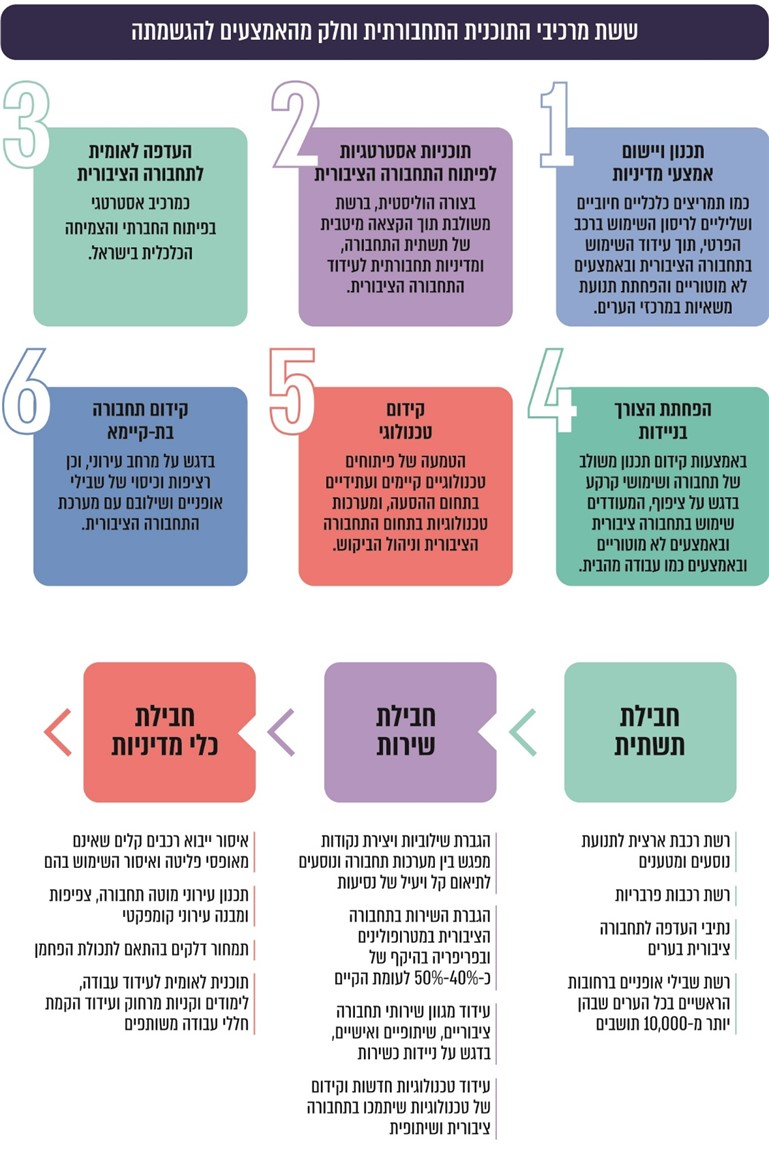 ששת מרכיבי התוכנית התחבורתית וחלק מהאמצעים להגשמתה
1
תכנון ויישום
אמצעי מדיניות
כמו תמריצים כלכליים חיוביים
ושליליים לריסון השימוש ברכב
הפרטי, תוך עידוד השימוש
בתחבורה הציבורית ובאמצעים
לא מוטוריים והפחתת תנועת
משאיות במרכזי הערים.
2
תוכניות אסטרטגיות
לפיתוח התחבורה הציבורית
בצורה הוליסטית, ברשת
משולבת תוך הקצאה מיטבית
של תשתית התחבורה,
ומדיניות תחבורתית לעידוד
התחבורה הציבורית.
3
העדפה לאומית
לתחבורה הציבורית
כמרכיב אסטרטגי
בפיתוח החברתי והצמיחה
הכלכלית בישראל.
4
הפחתת הצורך
בניידות
באמצעות קידום תכנון משולב
של תחבורה ושימושי קרקע
בדגש על ציפוף, המעודדים
שימוש בתחבורה ציבורית
ובאמצעים לא מוטוריים
ובאמצעים כמו עבודה מהבית.
5
קידום
טכנולוגי
הטמעה של פיתוחים
טכנולוגיים קיימים ועתידיים
בתחום ההסעה, ומערכות
טכנולוגיות בתחום התחבורה
הציבורית וניהול הביקוש.
6
קידום תחבורה
בת-קיימא
בדגש על מרחב עירוני, וכן
רציפות וכיסוי של שבילי
אופניים ושילובם עם מערכת
התחבורה הציבורית.
חבילת
תשתית
רשת רכבת ארצית לתנועת
נוסעים ומטענים
רשת רכבות פרבריות
נתיבי העדפה לתחבורה
ציבורית בערים
רשת שבילי אופניים ברחובות
הראשיים בכל הערים שבהן
יותר מ-10,000 תושבים
חבילת
שירות
הגברת שילוביות ויצירת נקודות
מפגש בין מערכות תחבורה ונוסעים
לתיאום קל ויעיל של נסיעות
הגברת השירות בתחבורה
הציבורית במטרופולינים
ובפריפריה בהיקף של
כ-40%-50% לעומת הקיים
עידוד מגוון שירותי תחבורה
ציבוריים, שיתופיים ואישיים,
בדגש על ניידות כשירות
עידוד טכנולוגיות חדשות וקידום
של טכנולוגיות שיתמכו בתחבורה
ציבורית ושיתופית
חבילת
כלי מדיניות
איסור ייבוא רכבים קלים שאינם
מאופסי פליטה ואיסור השימוש בהם
תכנון עירוני מוטה תחבורה, צפיפות
ומבנה עירוני קומפקטי
תמחור דלקים בהתאם לתכולת הפחמן
תוכנית לאומית לעידוד עבודה,
לימודים וקניות מרחוק ועידוד הקמת
חללי עבודה משותפים